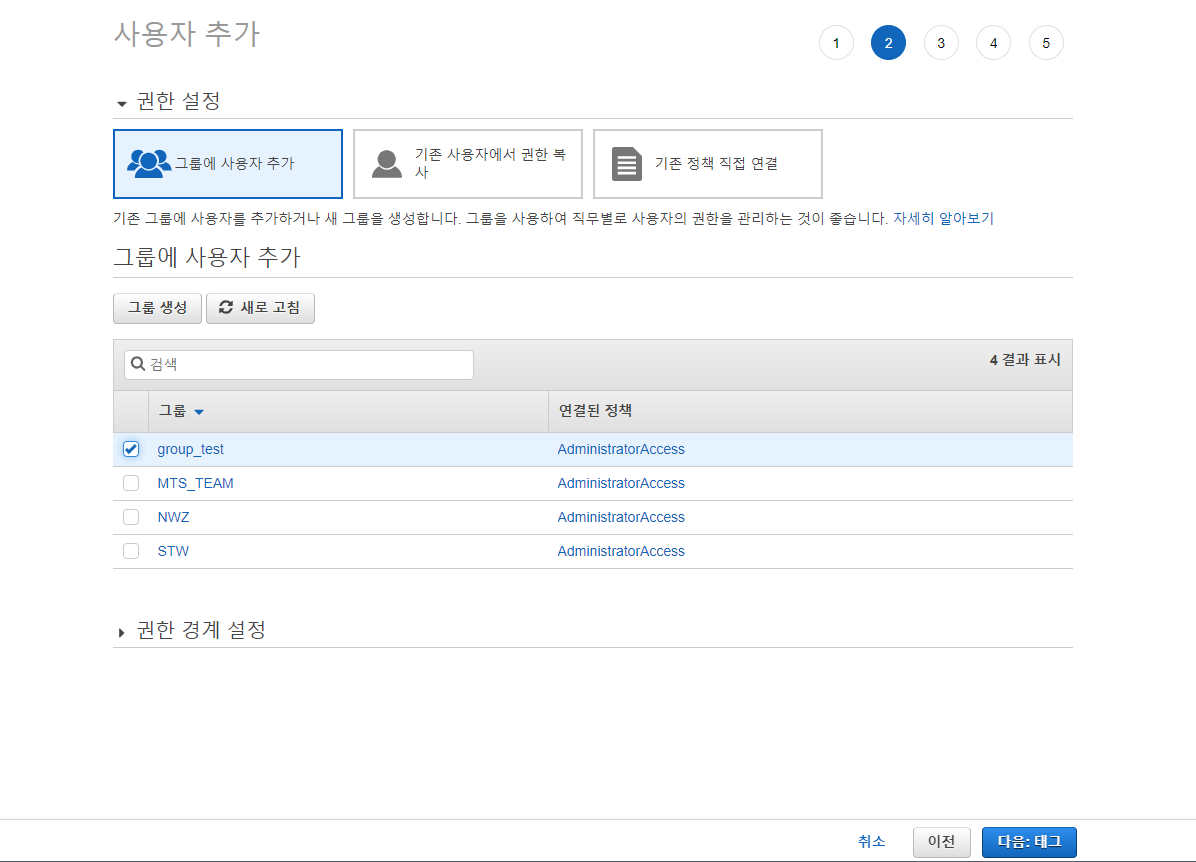 사용자 추가
1 2 3 4 5
권한 설정
그룹에 사용자 추가
기존 사용자에서 권한 복
사
기존 정책 직접 연결
기존 그룹에 사용자를 추가하거나 새 그룹을 생성합니다. 그룹을 사용하여 직무별로 사용자의 권한을 관리하는 것이 좋습니다. 자세히 알아보기
그룹에 사용자 추가
그룹 생성 새로 고침
검색 4 결과 표시
그룹 연결된 정책
group_test AdministratorAccess
MTS_TEAM AdministratorAccess
NWZ AdministratorAccess
STW AdministratorAccess
권한 경계 설정
취소 이전 다음: 태그